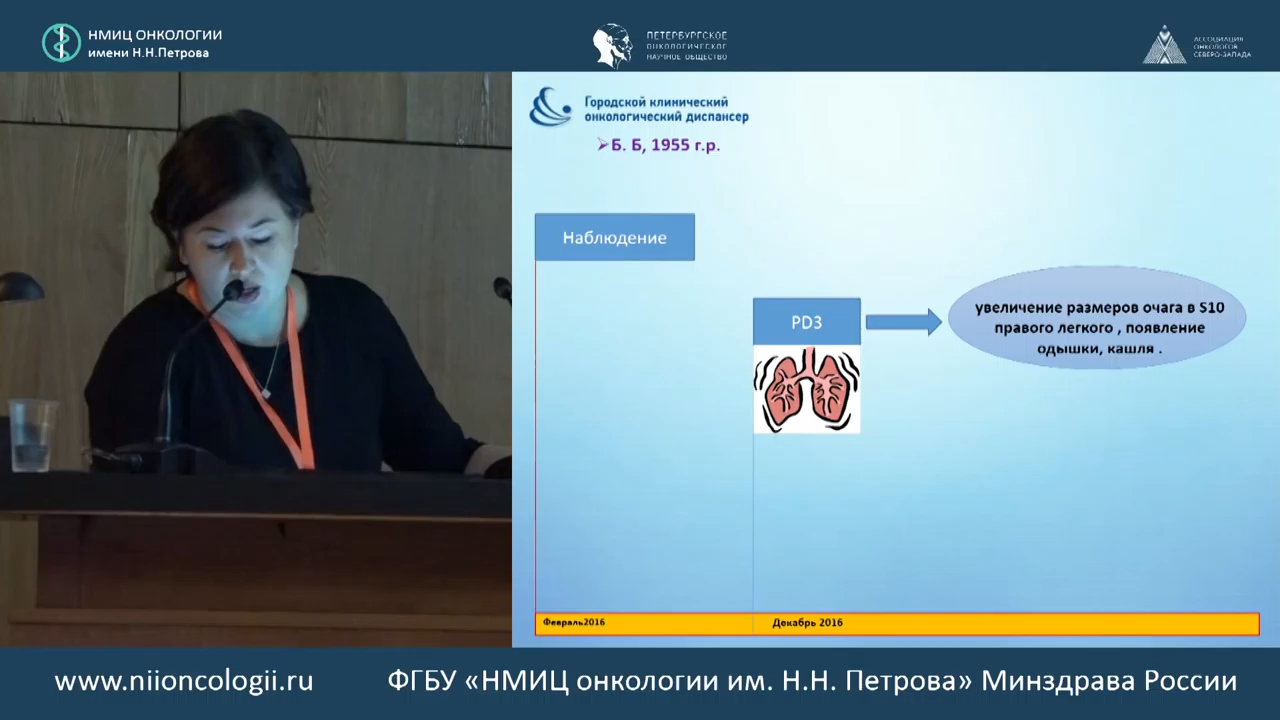 НМИЦ ОНКОЛОГИИ
имени Н.Н.Петрова
ПЕТЕРБУРГСКОЕ
ОНКОЛОГИЧЕСКОЕ
НАУЧНОЕ ОБЩЕСТВО
АССОЦИАЦИЯ
ОНКОЛОГОВ
СЕВЕРО-ЗАПАДА
Городской клинический
онкологический диспансер
Б. Б, 1955 г.р.
Наблюдение
PD3
увеличение размеров очага в S10
правого легкого , появление
одышки, кашля .
Февраль2016
Декабрь 2016
www.niioncologii.ru
ФГБУ «НМИЦ онкологии им. Н.Н. Петрова» Минздрава России